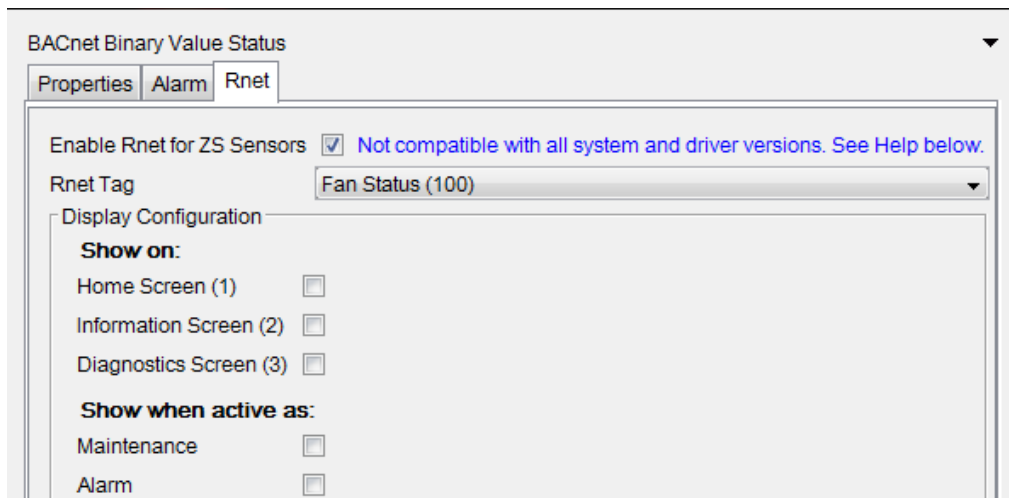 BACnet Binary Value Status
Properties Alarm Rnet
Enable Rnet for ZS Sensors Not compatible with all system and driver versions. See Help below.
Rnet Tag Fan Status (100)
Display Configuration
Show on:
Home Screen (1)
Information Screen (2)
Diagnostics Screen (3)
Show when active as:
Maintenance
Alarm